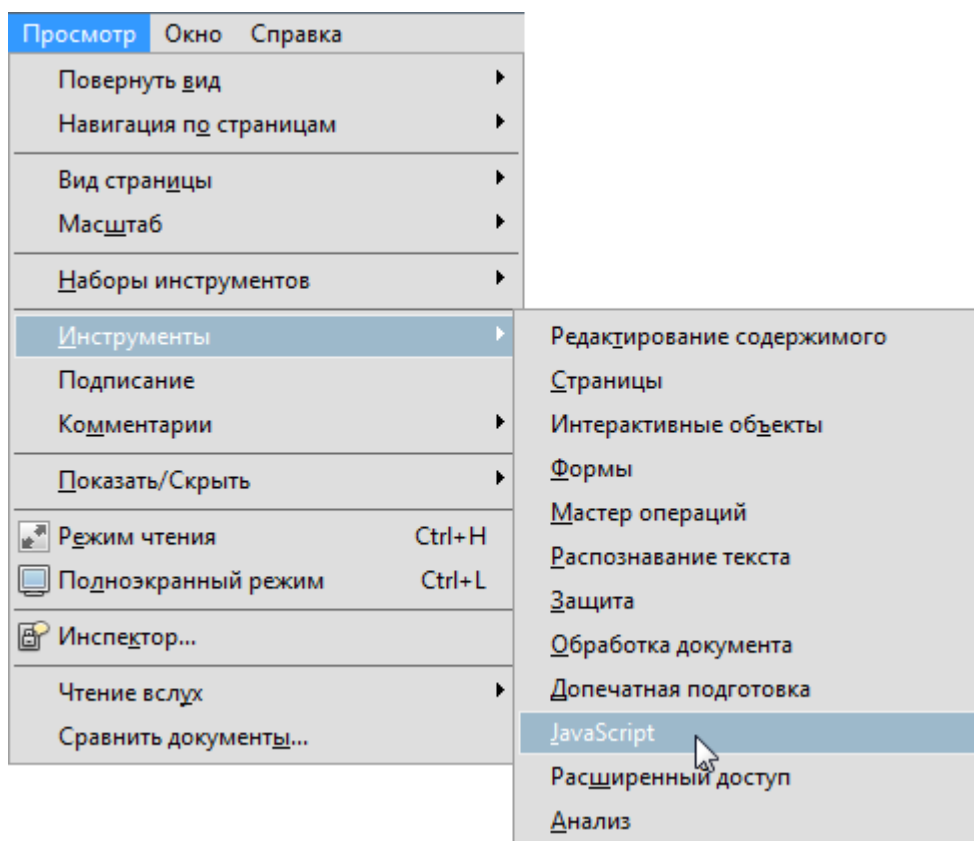 Просмотр Окно Справка
Повернуть вид
Навигация по страницам
Вид страницы
Масштаб
Наборы инструментов
Инструменты
Подписание
Комментарии
Показать/Скрыть
Режим чтения Ctrl+H
Полноэкранный режим Ctrl+L
Инспектор...
Чтение вслух
Сравнить документы...
Редактирование содержимого
Страницы
Интерактивные объекты
Формы
Мастер операций
Распознавание текста
Защита
Обработка документа
Допечатная подготовка
JavaScript
Расширенный доступ
Анализ